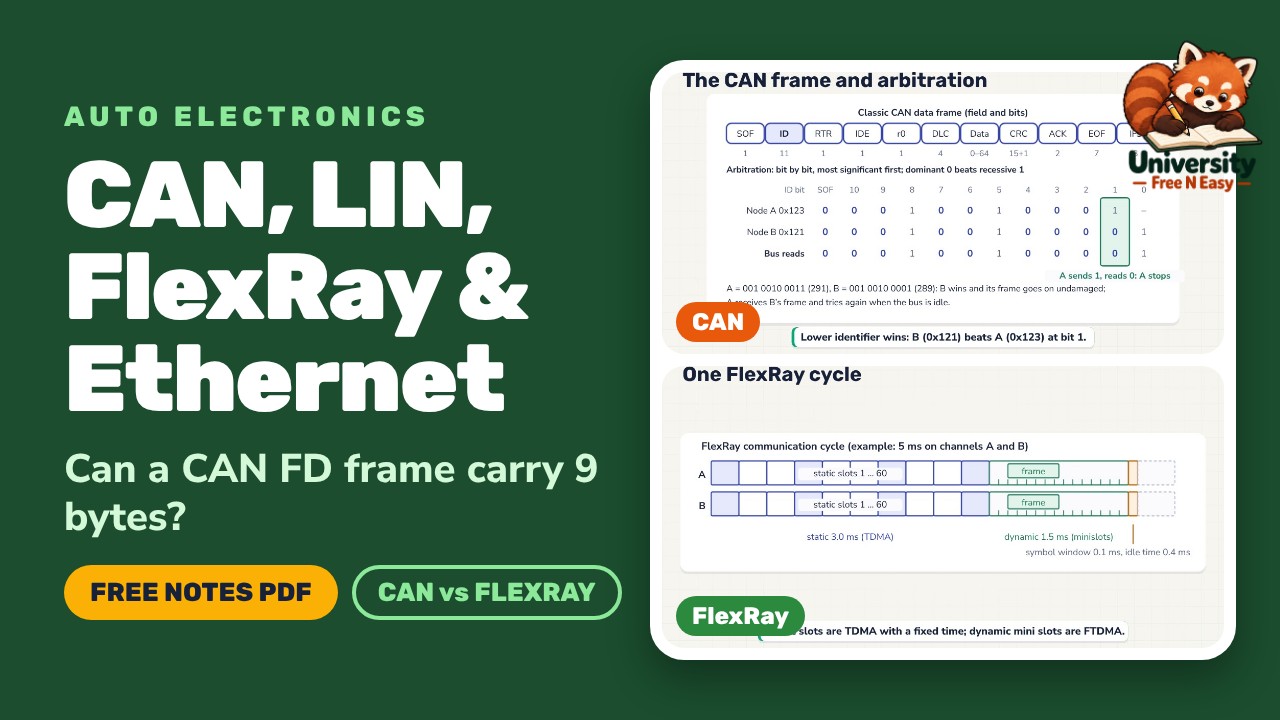 AUTO ELECTRONICS
CAN, LIN,
FlexRay &
Ethernet
Can a CAN FD frame carry 9
bytes?
FREE NOTES PDF
CAN vs FLEXRAY
The CAN frame and arbitration
Classic CAN data frame (field and bits)
SOF ID RTR IDE r0 DLC Data CRC ACK EOF
1 11 1 1 1 4 0–64 15+1 2 7
Arbitration: bit by bit, most significant first; dominant 0 beats recessive 1
ID bit SOF 10 9 8 7 6 5 4 3 2 1 0
Node A 0x123 0 0 0 1 0 0 1 0 0 0 1 –
Node B 0x121 0 0 0 1 0 0 1 0 0 0 0 1
Bus reads 0 0 0 1 0 0 1 0 0 0 0 1
A sends 1, reads 0: A stops
A = 001 0010 0011 (291), B = 001 0010 0001 (289): B wins and its frame goes on undamaged;
A receives B's frame and tries again when the bus is idle.
CAN
Lower identifier wins: B (0x121) beats A (0x123) at bit 1.
University
Free N Easy
One FlexRay cycle
FlexRay communication cycle (example: 5 ms on channels A and B)
A static slots 1 ... 60 frame
B static slots 1 ... 60 frame
static 3.0 ms (TDMA) dynamic 1.5 ms (minislots)
symbol window 0.1 ms, idle time 0.4 ms
FlexRay
slots are TDMA with a fixed time; dynamic mini slots are FTDMA.